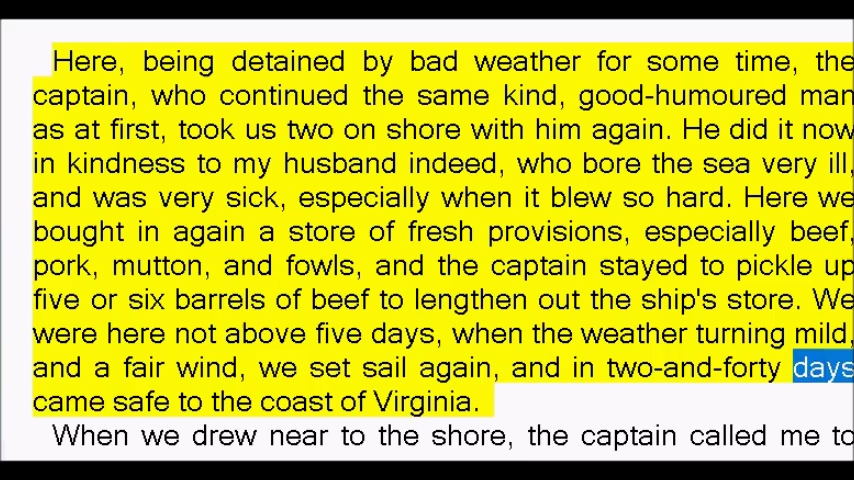 Here, being detained by bad weather for some time, the
captain, who continued the same kind, good-humoured man
as at first, took us two on shore with him again. He did it now
in kindness to my husband indeed, who bore the sea very ill,
and was very sick, especially when it blew so hard. Here we
bought in again a store of fresh provisions, especially beef,
pork, mutton, and fowls, and the captain stayed to pickle up
five or six barrels of beef to lengthen out the ship's store. We
were here not above five days, when the weather turning mild,
and a fair wind, we set sail again, and in two-and-forty days
came safe to the coast of Virginia.
When we drew near to the shore, the captain called me to